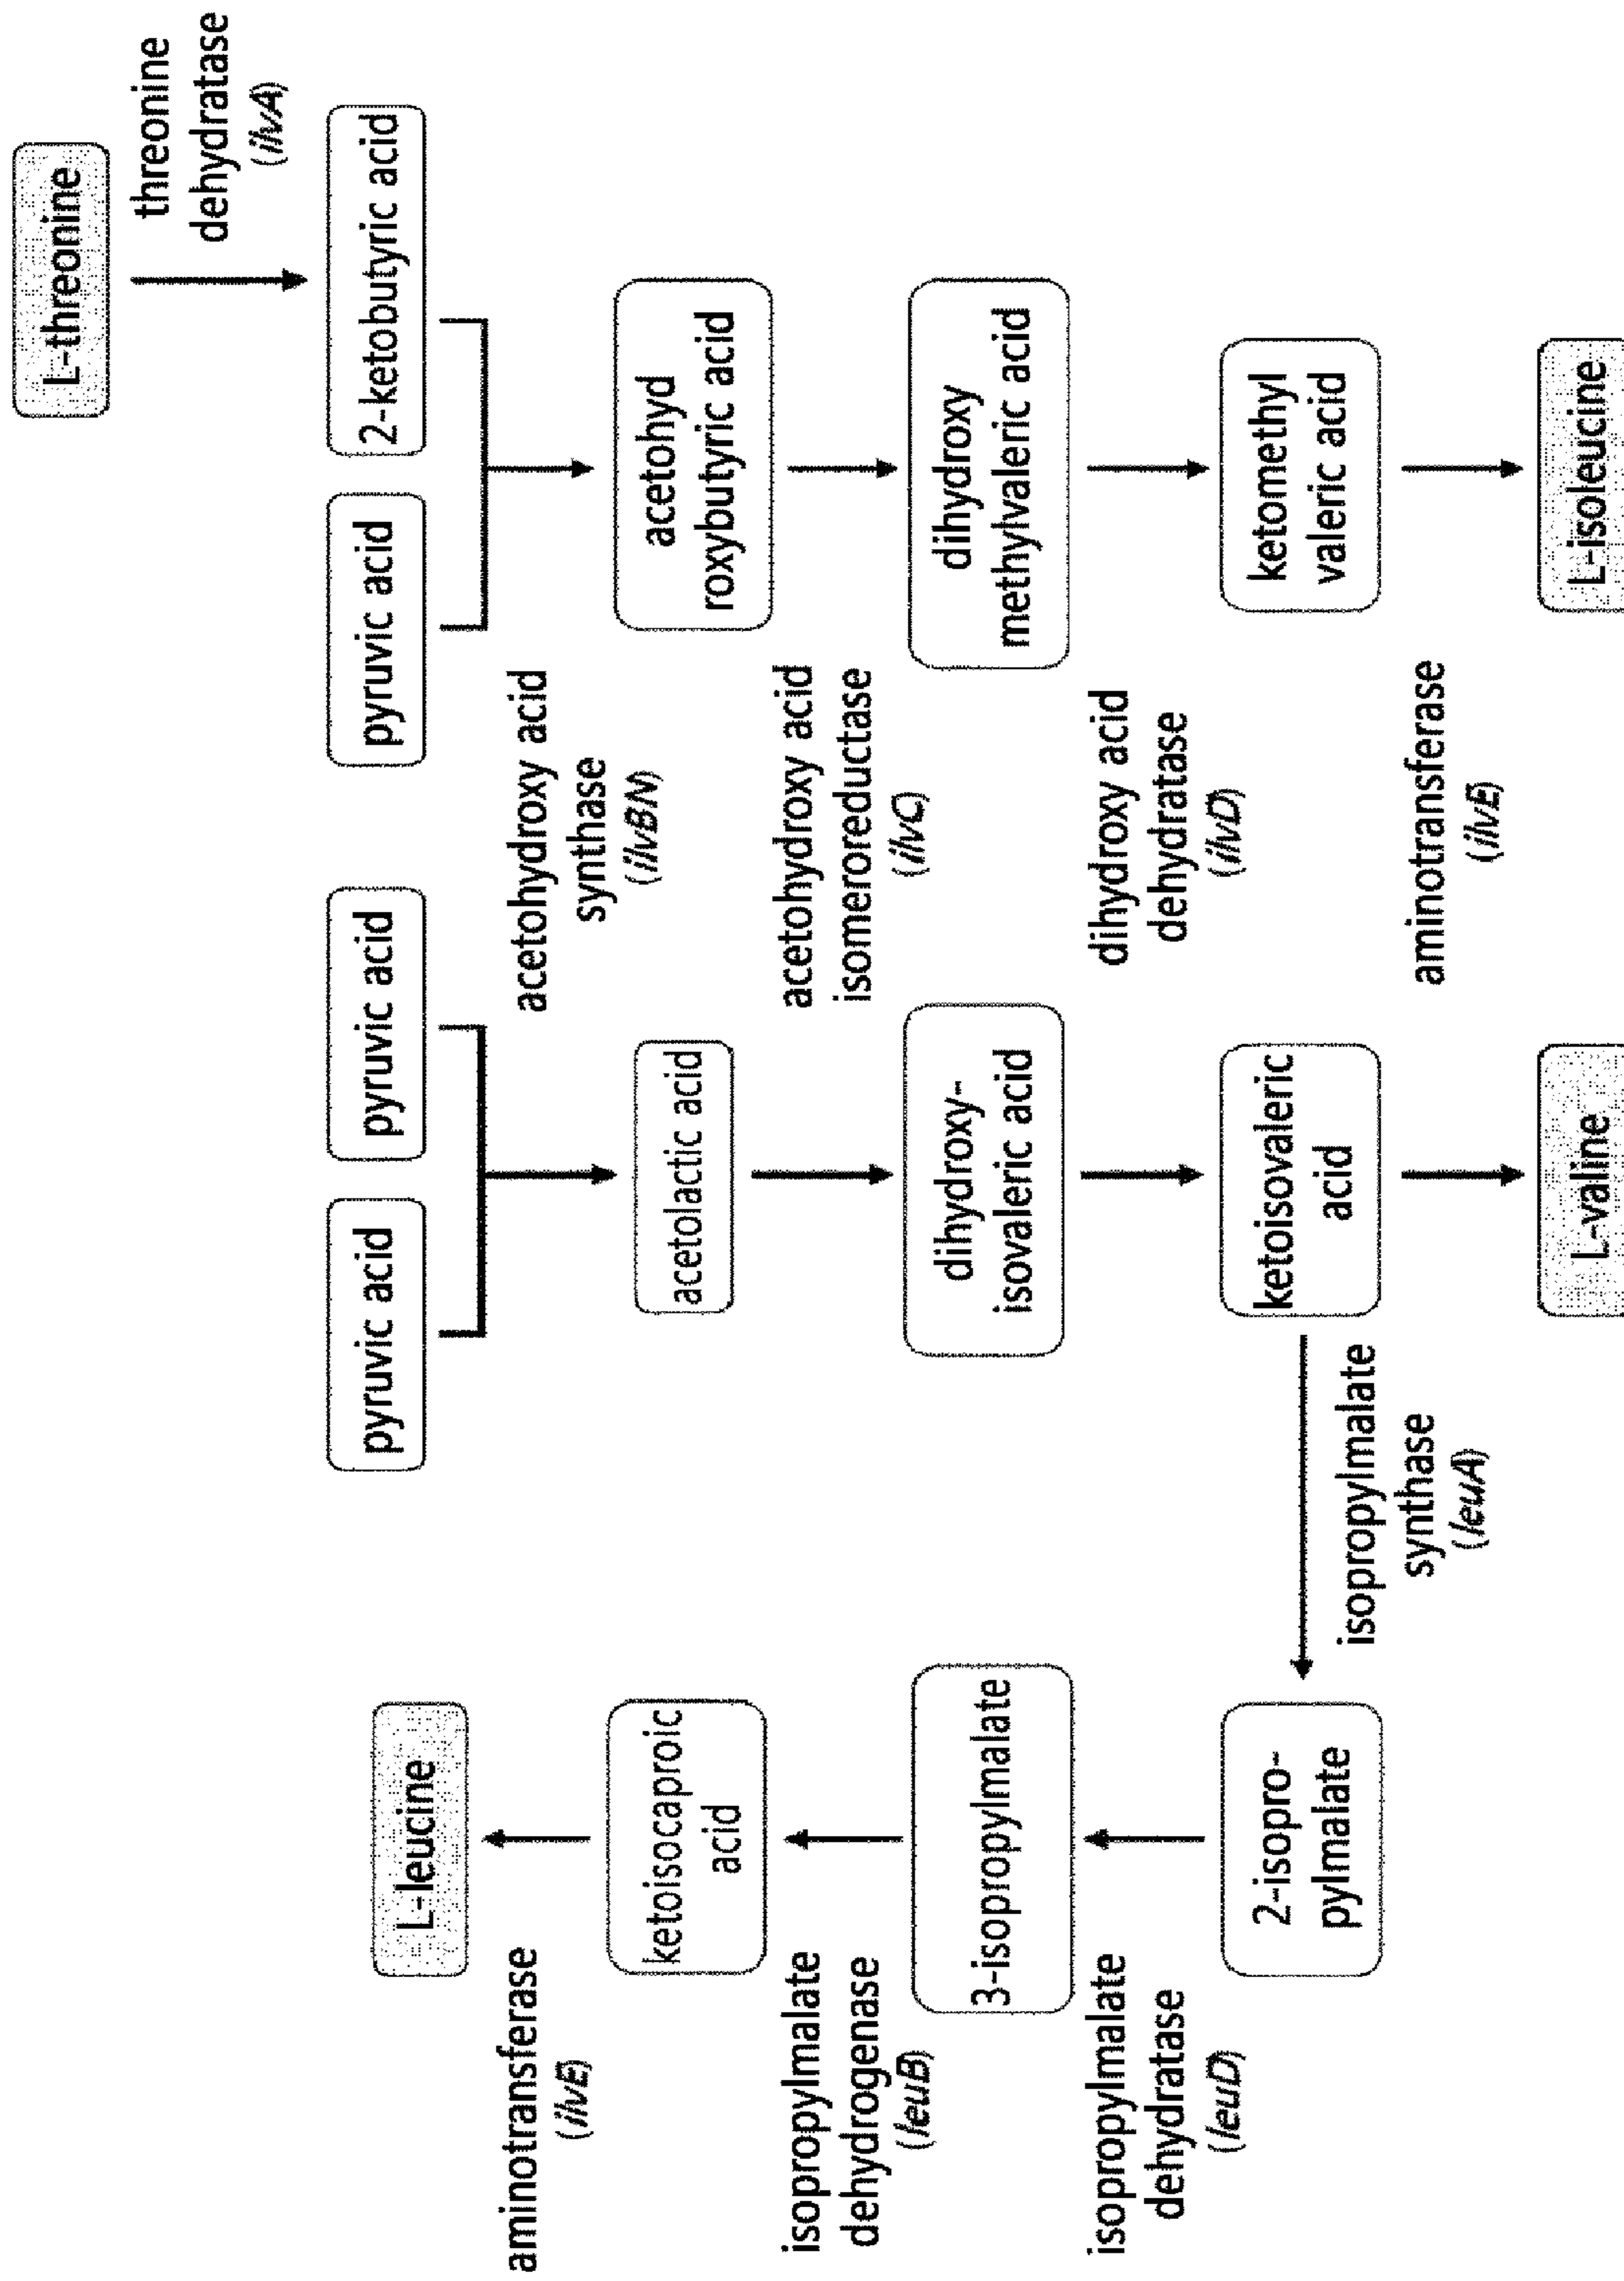 L-threonine
threonine
dehydratase
(ilvA)
pyruvic acid
pyruvic acid
pyruvic acid
2-ketobutyric acid
L-leucine
aminotransferase
(ilvE)
acetohydroxy acid
synthase
(ilvBN)
ketoisocaproic
acid
acetolactic acid
acetohyd
roxybutyric acid
isopropylmalate
dehydrogenase
(leuB)
acetohydroxy acid
isomeroreductase
(ilvC)
3-isopropylmalate
dihydroxy-
isovaleric acid
dihydroxy
methylvaleric acid
isopropylmalate
dehydratase
(leuD)
dihydroxy acid
dehydratase
(ilvD)
2-isopro-
pylmalate
ketoisovaleric
acid
ketomethyl
valeric acid
isopropylmalate
synthase
(leuA)
aminotransferase
(ilvE)
L-valine
L-isoleucine